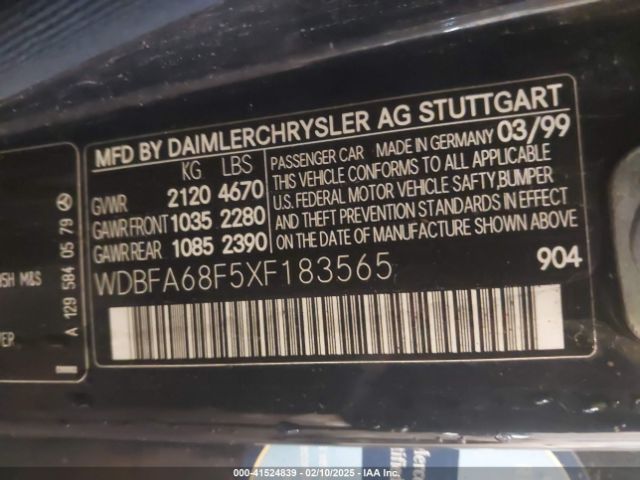 MFD BY DAIMLERCHRYSLER AG STUTTGART
KG LBS
GVWR 2120 4670
GAWR FRONT 1035 2280
GAWR REAR 1085 2390
PASSENGER CAR MADE IN GERMANY 03/99
THIS VEHICLE CONFORMS TO ALL APPLICABLE
U.S. FEDERAL MOTOR VEHICLE SAFTY,BUMPER
AND THEFT PREVENTION STANDARDS IN EFFECT
ON THE DATE OF MANUFACTURE SHOWN ABOVE.
WDBFA68F5XF183565
904
A 129 584 05 79
M&S
000-41524839 - 02/10/2025 - IAA Inc.